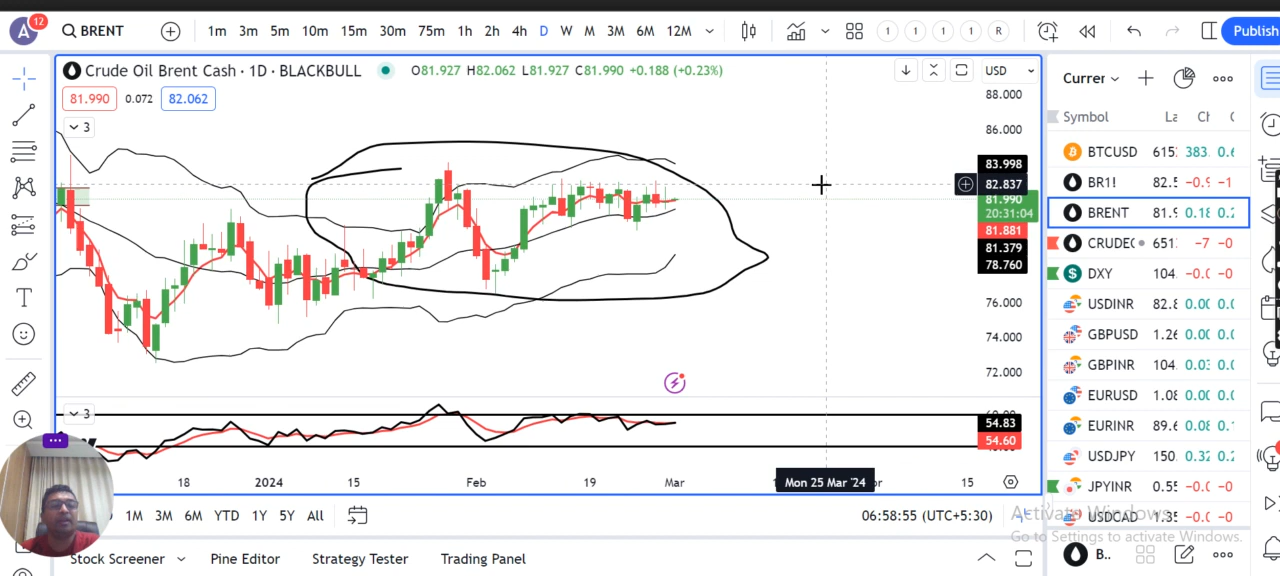 A 12 BRENT 1m 3m 5m 10m 15m 30m 75m 1h 2h 4h D W M 3M 6M 12M 1 1 1 1 R Publish
Crude Oil Brent Cash · 1D · BLACKBULL O81.927 H82.062 L81.927 C81.990 +0.188 (+0.23%) USD
81.990 0.072 82.062
3
88.000
86.000
83.998
82.837
81.990
20:31:04
81.881
81.379
78.760
76.000
74.000
72.000
3
54.83
54.60
18 2024 15 Feb 19 Mar Mon 25 Mar '24 15
1M 3M 6M YTD 1Y 5Y All 06:58:55 (UTC+5:30)
Stock Screener Pine Editor Strategy Tester Trading Panel
Currer
Symbol La Ch
BTCUSD 615 383. 0.6
BR1! 82.5 -0.9 -1
BRENT 81.9 0.18 0.2
CRUDEC 651 -7 -0
DXY 104. -0.0 -0
USDINR 82.8 0.00 0.0
GBPUSD 1.26 0.00 0.0
GBPINR 104. 0.03 0.0
EURUSD 1.08 0.00 0.0
EURINR 89.6 0.08 0.1
USDJPY 150. 0.32 0.2
JPYINR 0.55 -0.0 -0
USDCAD 1.35 -0.0 -0
Activate Windows
Go to Settings to activate Windows.
B..